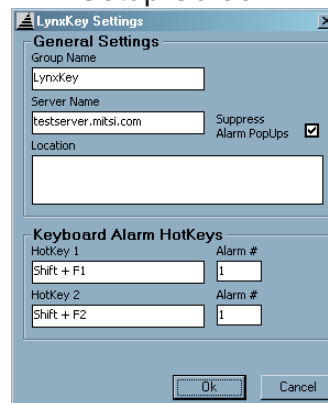 LynxKey Settings
General Settings
Group Name
LynxKey
Server Name
testserver.mitsi.com
Suppress
Alarm PopUps
Location
Keyboard Alarm HotKeys
HotKey 1
Alarm #
Shift + F1
1
HotKey 2
Alarm #
Shift + F2
1
Ok
Cancel